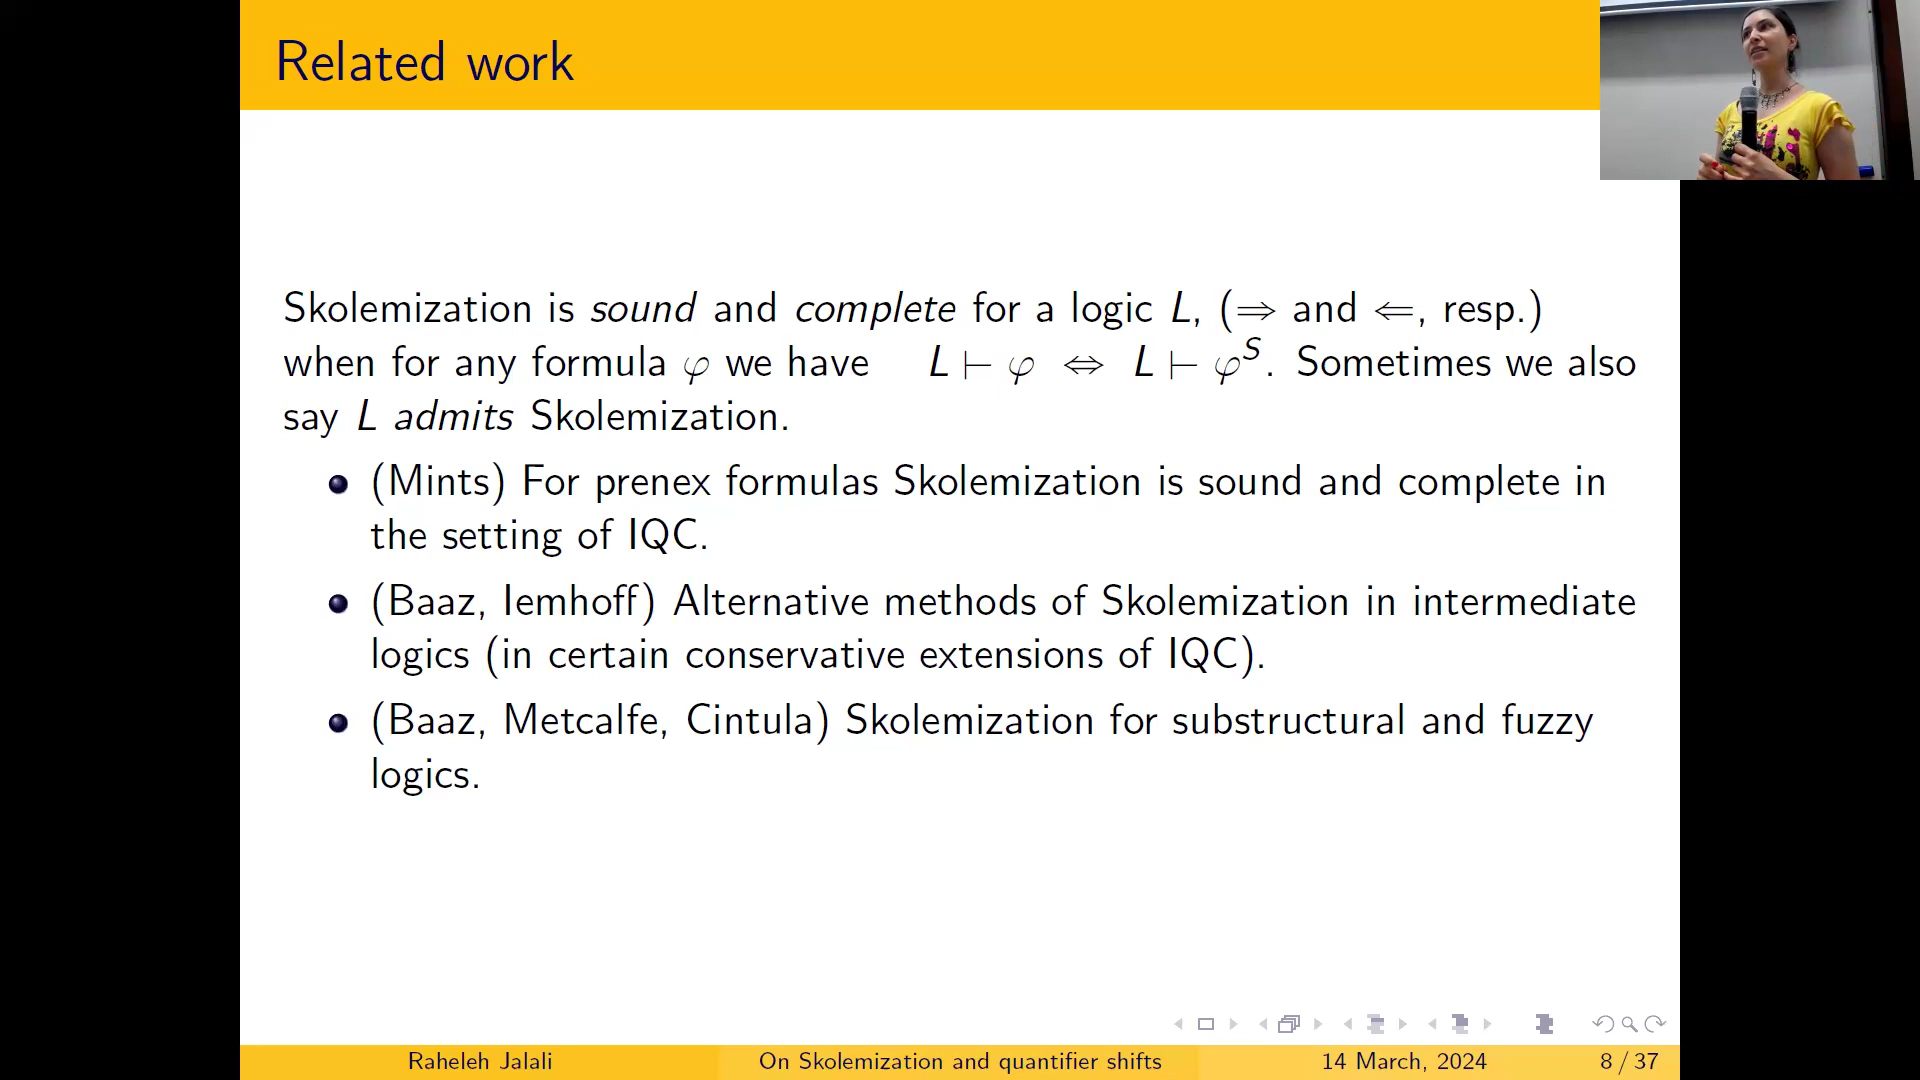 Related work
Skolemization is sound and complete for a logic L, (⇒ and ⇐, resp.)
when for any formula φ we have L ⊢ φ ⇔ L ⊢ φ^S. Sometimes we also
say L admits Skolemization.
(Mints) For prenex formulas Skolemization is sound and complete in
the setting of IQC.
(Baaz, Iemhoff) Alternative methods of Skolemization in intermediate
logics (in certain conservative extensions of IQC).
(Baaz, Metcalfe, Cintula) Skolemization for substructural and fuzzy
logics.
Raheleh Jalali On Skolemization and quantifier shifts 14 March, 2024 8 / 37